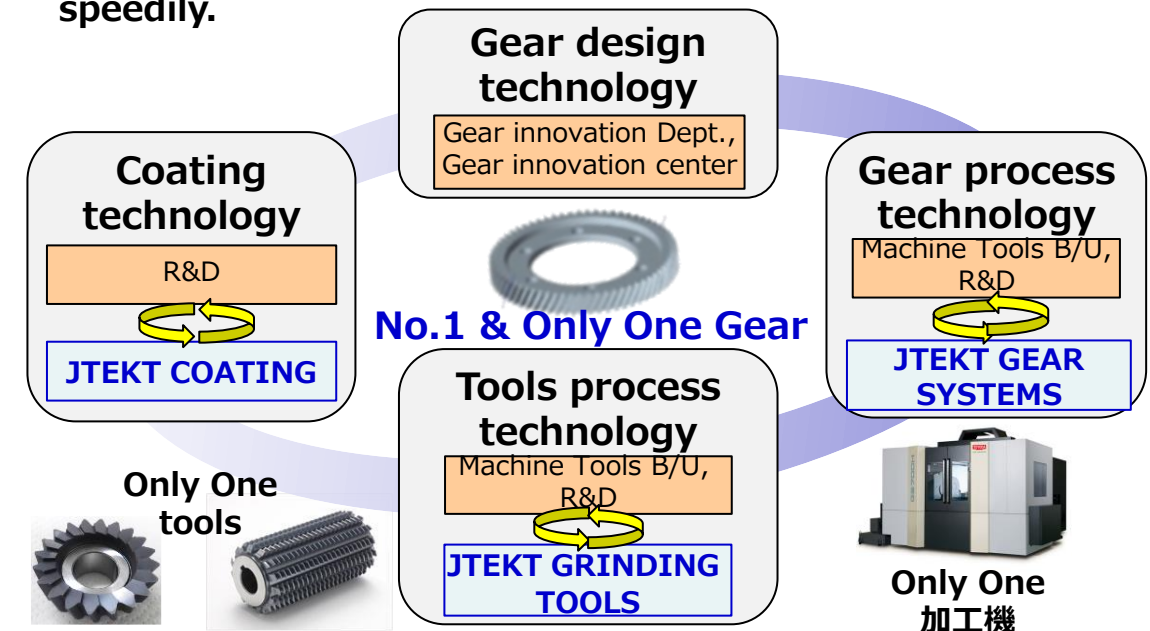 speedily.
Gear design
technology
Gear innovation Dept.,
Gear innovation center
Coating
technology
R&D
JTEKT COATING
Gear process
technology
Machine Tools B/U,
R&D
JTEKT GEAR
SYSTEMS
No.1 & Only One Gear
Tools process
technology
Machine Tools B/U,
R&D
JTEKT GRINDING
TOOLS
Only One
tools
Only One
加工機